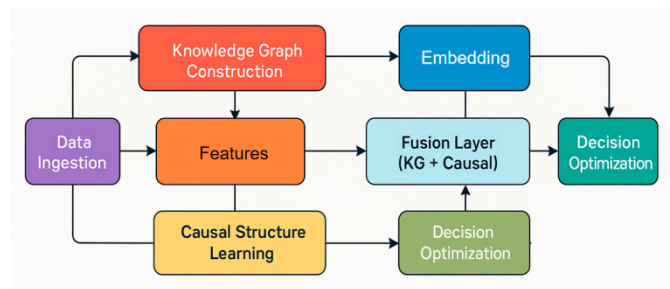 Knowledge Graph
Construction
Embedding
Data
Ingestion
Features
Fusion Layer
(KG + Causal)
Decision
Optimization
Causal Structure
Learning
Decision
Optimization